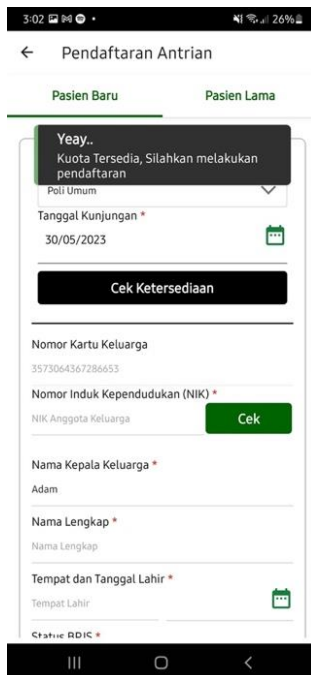 3:02
26%
Pendaftaran Antrian
Pasien Baru
Pasien Lama
Yeay..
Kuota Tersedia, Silahkan melakukan
pendaftaran
Poli Umum
Tanggal Kunjungan *
30/05/2023
Cek Ketersediaan
Nomor Kartu Keluarga
3573064367286653
Nomor Induk Kependudukan (NIK) *
NIK Anggota Keluarga
Cek
Nama Kepala Keluarga *
Adam
Nama Lengkap *
Nama Lengkap
Tempat dan Tanggal Lahir *
Tempat Lahir
Status BPJS *